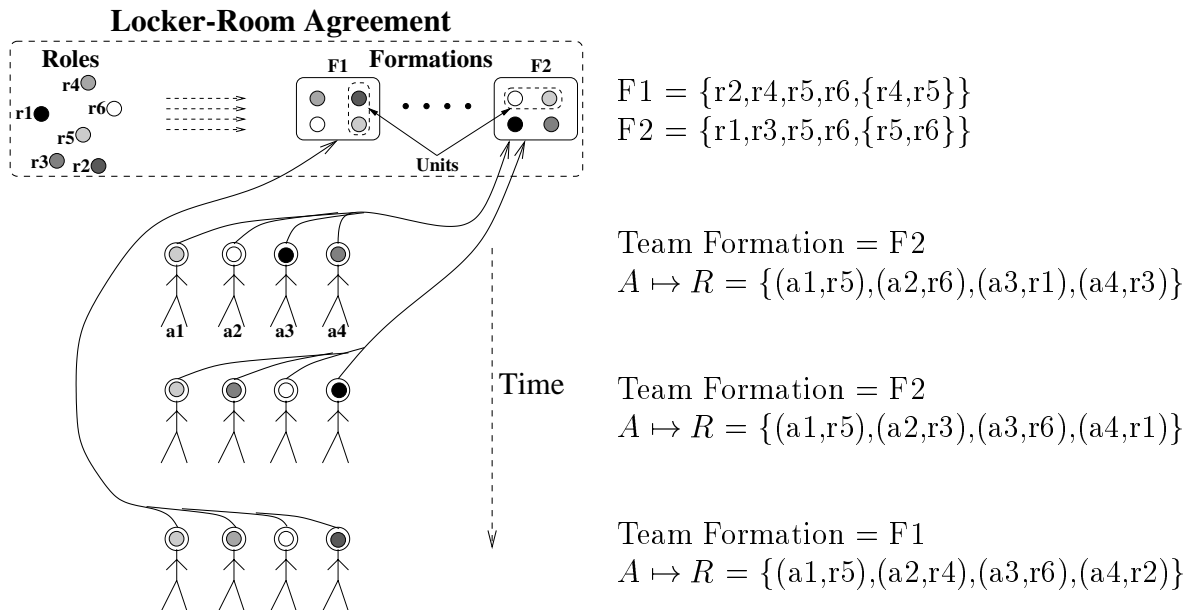 Locker-Room Agreement
Roles
Formations
F1
F2
r4
r1
r6
r5
r3
r2
Units
F1 = {r2,r4,r5,r6,{r4,r5}}
F2 = {r1,r3,r5,r6,{r5,r6}}
Team Formation = F2
A ↦ R = {(a1,r5),(a2,r6),(a3,r1),(a4,r3)}
a1 a2 a3 a4
Time
Team Formation = F2
A ↦ R = {(a1,r5),(a2,r3),(a3,r6),(a4,r1)}
Team Formation = F1
A ↦ R = {(a1,r5),(a2,r4),(a3,r6),(a4,r2)}